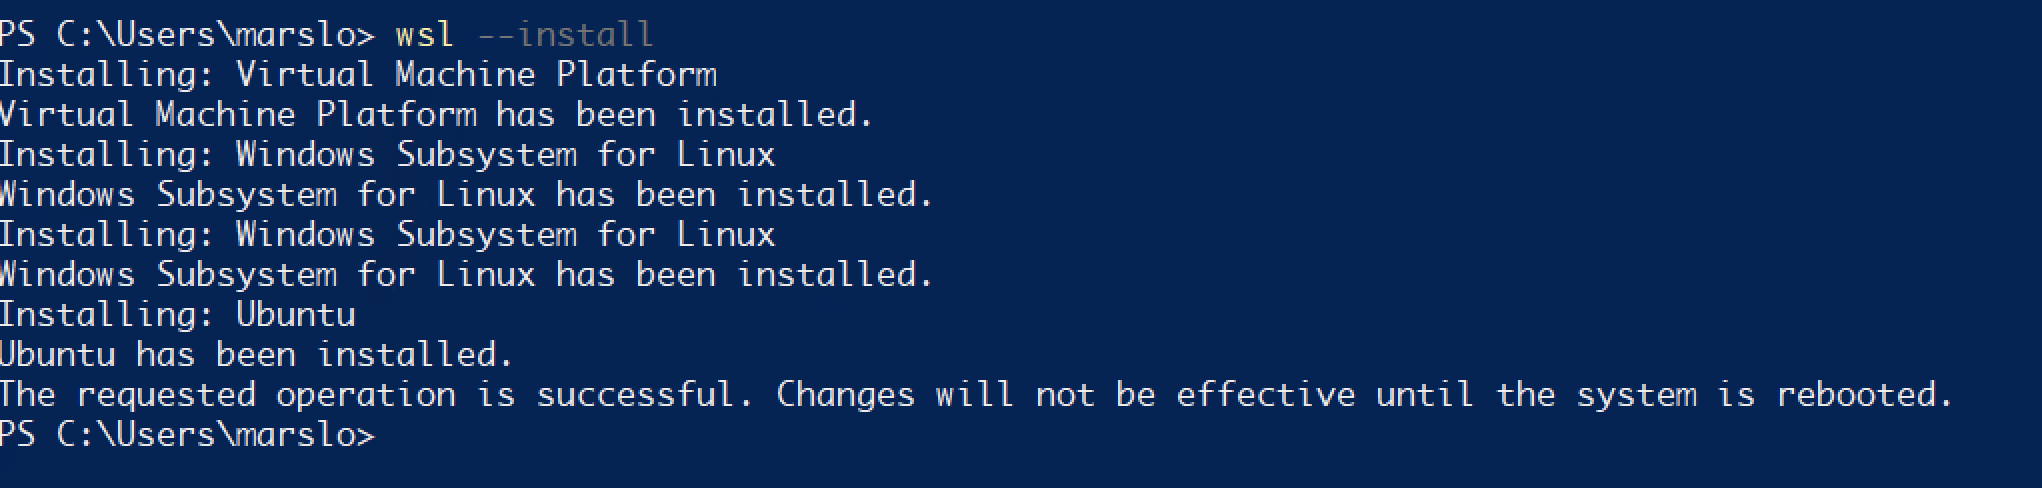 PS C:\Users\marslo> wsl --install
Installing: Virtual Machine Platform
Virtual Machine Platform has been installed.
Installing: Windows Subsystem for Linux
Windows Subsystem for Linux has been installed.
Installing: Windows Subsystem for Linux
Windows Subsystem for Linux has been installed.
Installing: Ubuntu
Ubuntu has been installed.
The requested operation is successful. Changes will not be effective until the system is rebooted.
PS C:\Users\marslo>